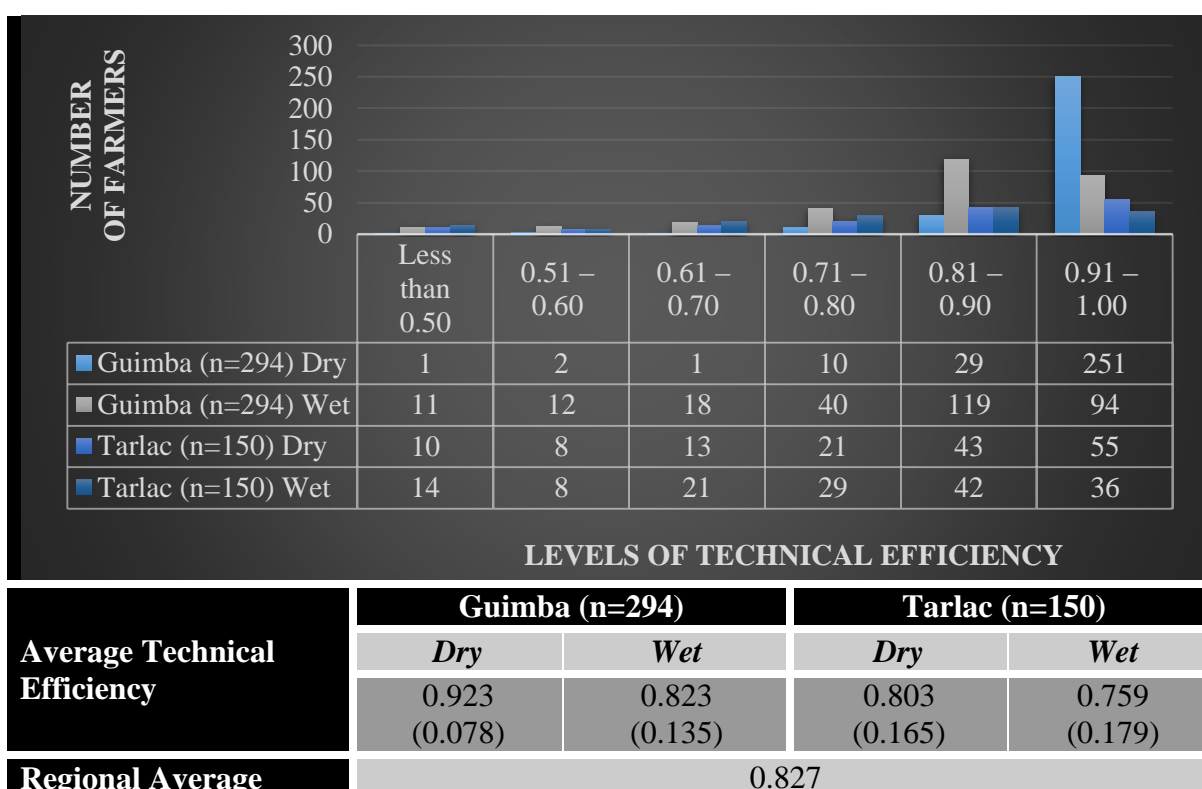 NUMBER
OF FARMERS
300
250
200
150
100
50
0
Less than 0.50 | 0.51 – 0.60 | 0.61 – 0.70 | 0.71 – 0.80 | 0.81 – 0.90 | 0.91 – 1.00
Guimba (n=294) Dry 1 2 1 10 29 251
Guimba (n=294) Wet 11 12 18 40 119 94
Tarlac (n=150) Dry 10 8 13 21 43 55
Tarlac (n=150) Wet 14 8 21 29 42 36
LEVELS OF TECHNICAL EFFICIENCY
Guimba (n=294) Tarlac (n=150)
Average Technical
Efficiency
Dry Wet Dry Wet
0.923 0.823 0.803 0.759
(0.078) (0.135) (0.165) (0.179)
Regional Average 0.827